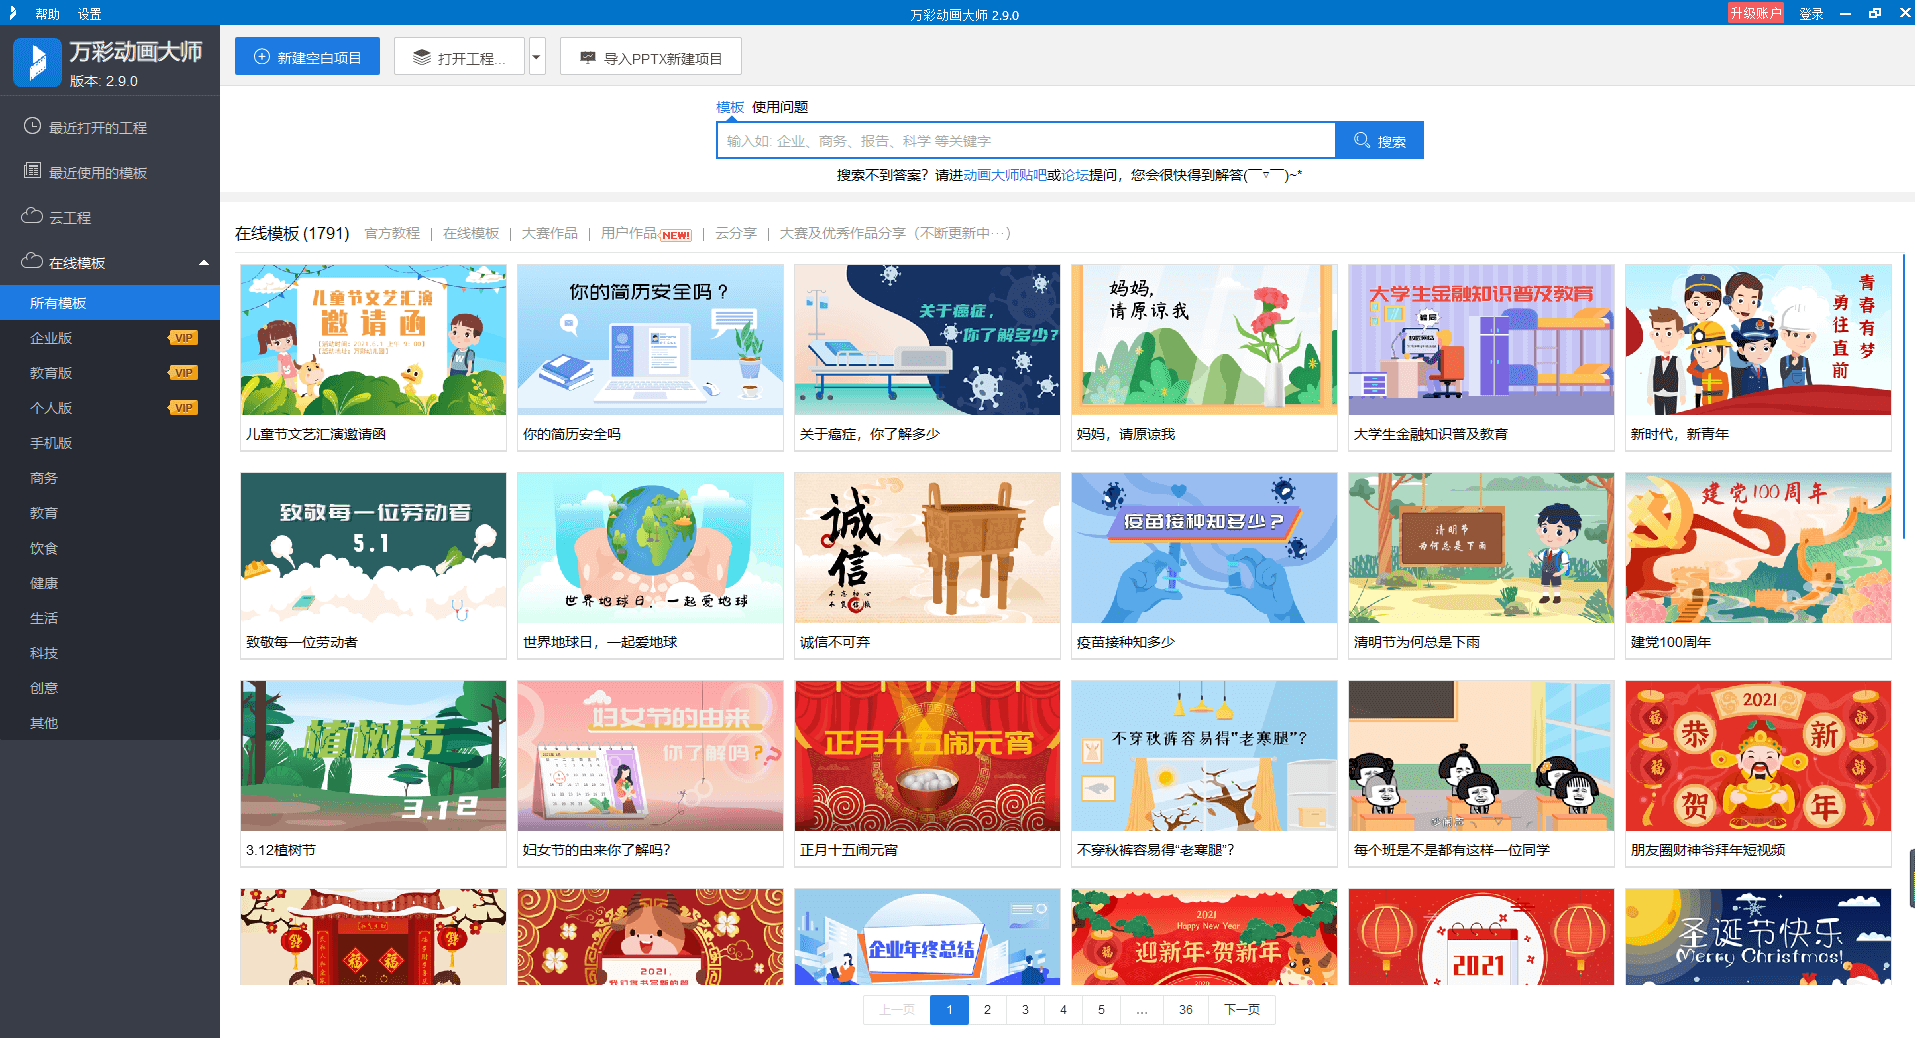 帮助 设置 万彩动画大师 2.9.0 升级账户 登录
万彩动画大师
版本: 2.9.0
新建空白项目 打开工程... 导入PPTX新建项目
最近打开的工程
最近使用的模板
云工程
在线模板
所有模板
企业版 VIP
教育版 VIP
个人版 VIP
手机版
商务
教育
饮食
健康
生活
科技
创意
其他
模板 使用问题
输入如: 企业、商务、报告、科学 等关键字 搜索
搜索不到答案？请进动画大师贴吧或论坛提问，您会很快得到解答(￣▽￣)~*
在线模板 (1791) 官方教程 | 在线模板 | 大赛作品 | 用户作品 NEW! | 云分享 | 大赛及优秀作品分享（不断更新中···）
儿童节文艺汇演
邀请函
你的简历安全吗？
关于癌症，
你了解多少?
妈妈，
请原谅我
大学生金融知识普及教育
青春有梦
勇往直前
儿童节文艺汇演邀请函
你的简历安全吗
关于癌症，你了解多少
妈妈，请原谅我
大学生金融知识普及教育
新时代，新青年
致敬每一位劳动者
5.1
世界地球日，一起爱地球
诚信
疫苗接种知多少？
清明节
为何总是下雨
建党100周年
致敬每一位劳动者
世界地球日，一起爱地球
诚信不可弃
疫苗接种知多少
清明节为何总是下雨
建党100周年
植树节
3.12
妇女节的由来
你了解吗??
正月十五闹元宵
不穿秋裤容易得“老寒腿”?
2021
恭贺新年
福
福
福
福
3.12植树节
妇女节的由来你了解吗?
正月十五闹元宵
不穿秋裤容易得“老寒腿”?
每个班是不是都有这样一位同学
朋友圈财神爷拜年短视频
福 福
2021,
企业年终总结
2021
Happy New Year
迎新年·贺新年
2021
圣诞节快乐
Merry Christmas!
上一页 1 2 3 4 5 ... 36 下一页